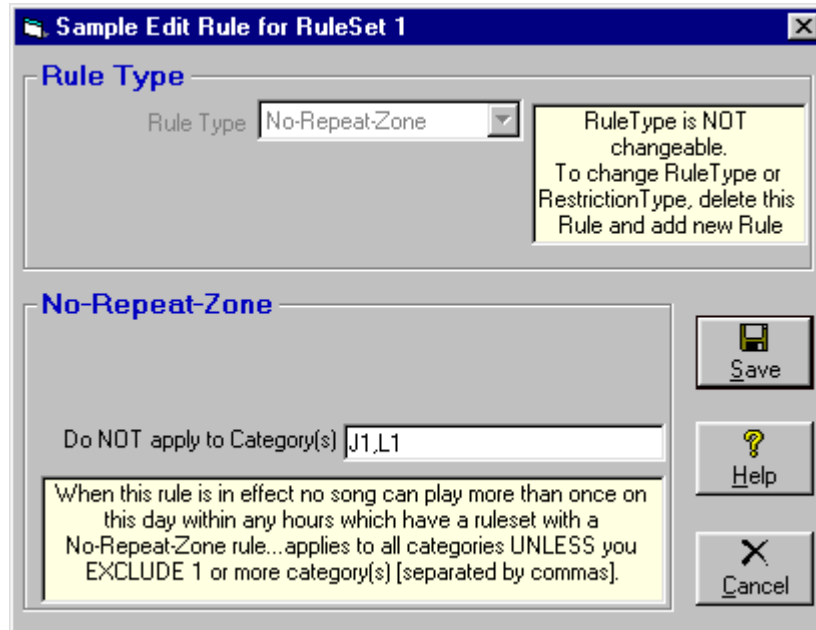 Sample Edit Rule for RuleSet 1
Rule Type
Rule Type No-Repeat-Zone
RuleType is NOT
changeable.
To change RuleType or
RestrictionType, delete this
Rule and add new Rule
No-Repeat-Zone
Save
Do NOT apply to Category(s) J1,L1
Help
When this rule is in effect no song can play more than once on
this day within any hours which have a ruleset with a
No-Repeat-Zone rule...applies to all categories UNLESS you
EXCLUDE 1 or more category(s) [separated by commas].
Cancel